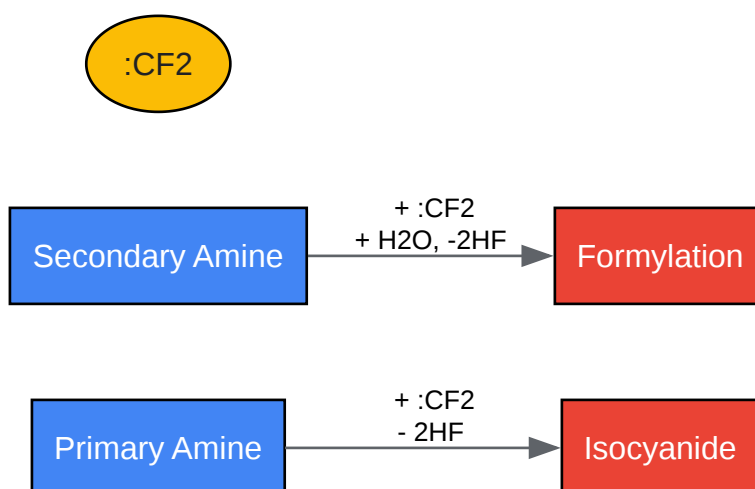 :CF2
+ :CF2
+ H2O, -2HF
Secondary Amine
Formylation
+ :CF2
- 2HF
Primary Amine
Isocyanide